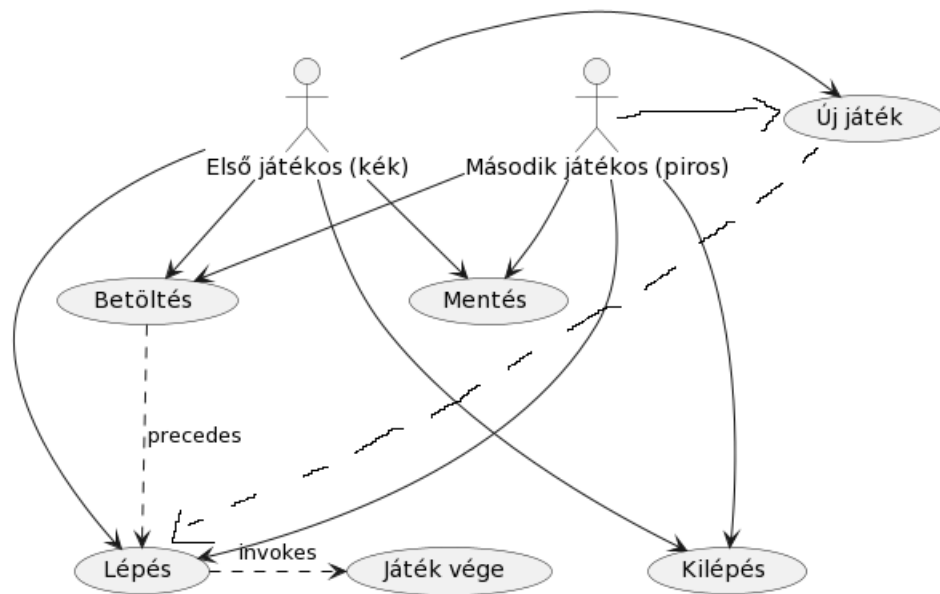 Új játék
Első játékos (kék)
Második játékos (piros)
Betöltés
Mentés
precedes
invokes
Lépés
Játék vége
Kilépés